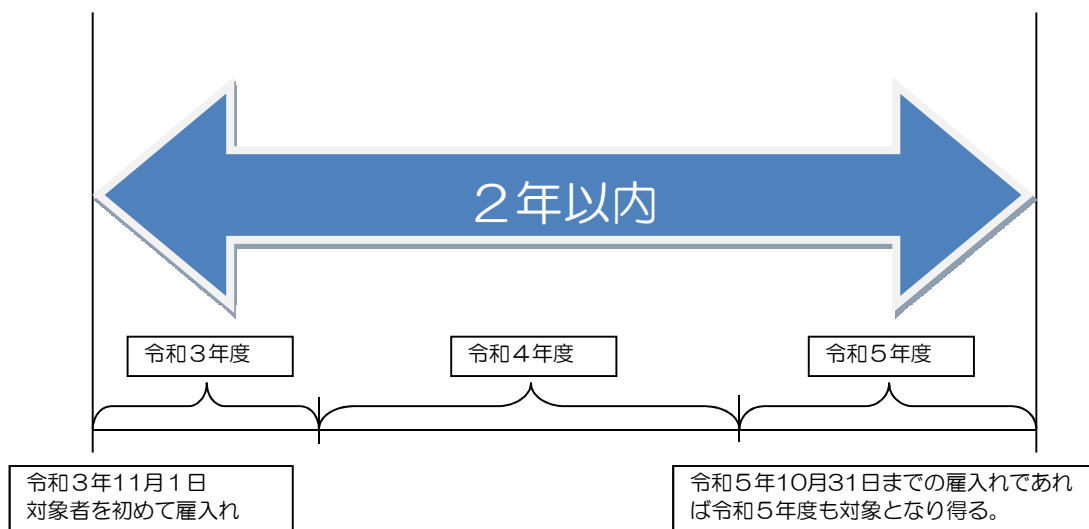 ２年以内
令和３年度
令和４年度
令和５年度
令和３年11月１日
対象者を初めて雇入れ
令和５年10月31日までの雇入れであれ
ば令和５年度も対象となり得る。